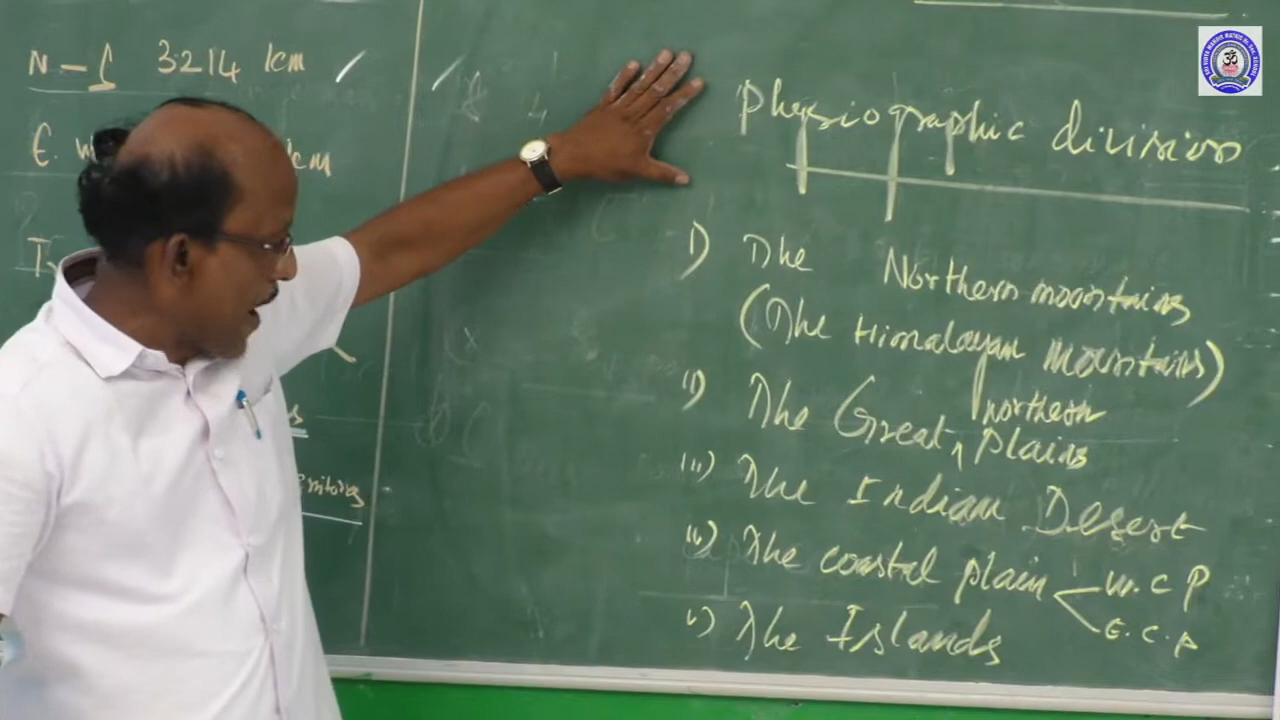 N - S 3214 km
E. W km
Physiographic division
i) The Northern mountains
(The Himalayan mountains)
ii) The Great northern Plains
iii) The Indian Desert
iv) The coastal plain W.C.P
E.C.P
v) The Islands